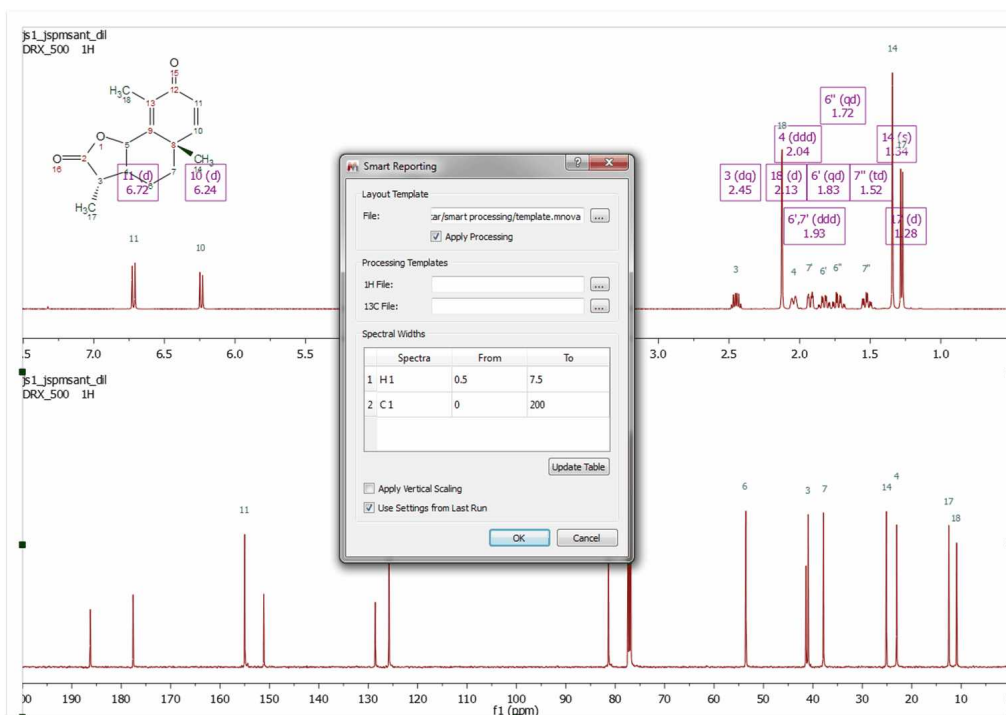 js1_jspmsant_dil
DRX_500 1H
O
15
H₃C
18
13
12
11
9
10
O
1
8
O
16
2
CH₃
14
7
3
H₃C
17
11 (d)
6.72
10 (d)
6.24
11
10
3 (dq)
2.45
18
4 (ddd)
2.04
18 (d)
2.13
6'',7' (ddd)
1.93
6' (qd)
1.83
6" (qd)
1.72
7" (td)
1.52
14
14 (s)
1.34
17
17 (d)
1.28
3
4
7'
6'
6"
7"
.5 7.0 6.5 6.0 5.5 3.0 2.5 2.0 1.5 1.0
Smart Reporting
Layout Template
File: :ar/smart processing/template.mnova ...
Apply Processing
Processing Templates
1H File: ...
13C File: ...
Spectral Widths
Spectra From To
1 H 1 0.5 7.5
2 C 1 0 200
Update Table
Apply Vertical Scaling
Use Settings from Last Run
OK Cancel
js1_jspmsant_dil
DRX_500 1H
11
6
3
7
14
4
17
18
00 190 180 170 160 150 140 130 120 110 100 90 80 70 60 50 40 30 20 10
f1 (ppm)